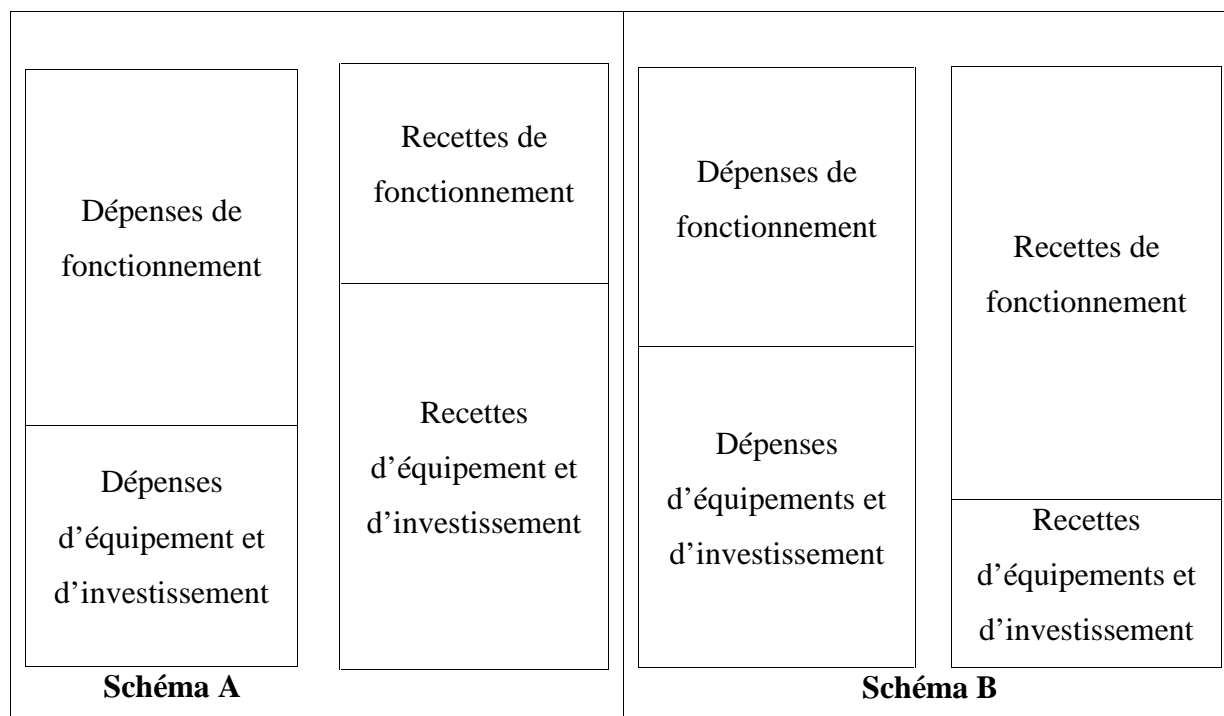 Dépenses de
fonctionnement
Dépenses
d’équipement et
d’investissement
Recettes de
fonctionnement
Recettes
d’équipement et
d’investissement
Schéma A
Dépenses de
fonctionnement
Dépenses
d’équipements et
d’investissement
Recettes de
fonctionnement
Recettes
d’équipements et
d’investissement
Schéma B